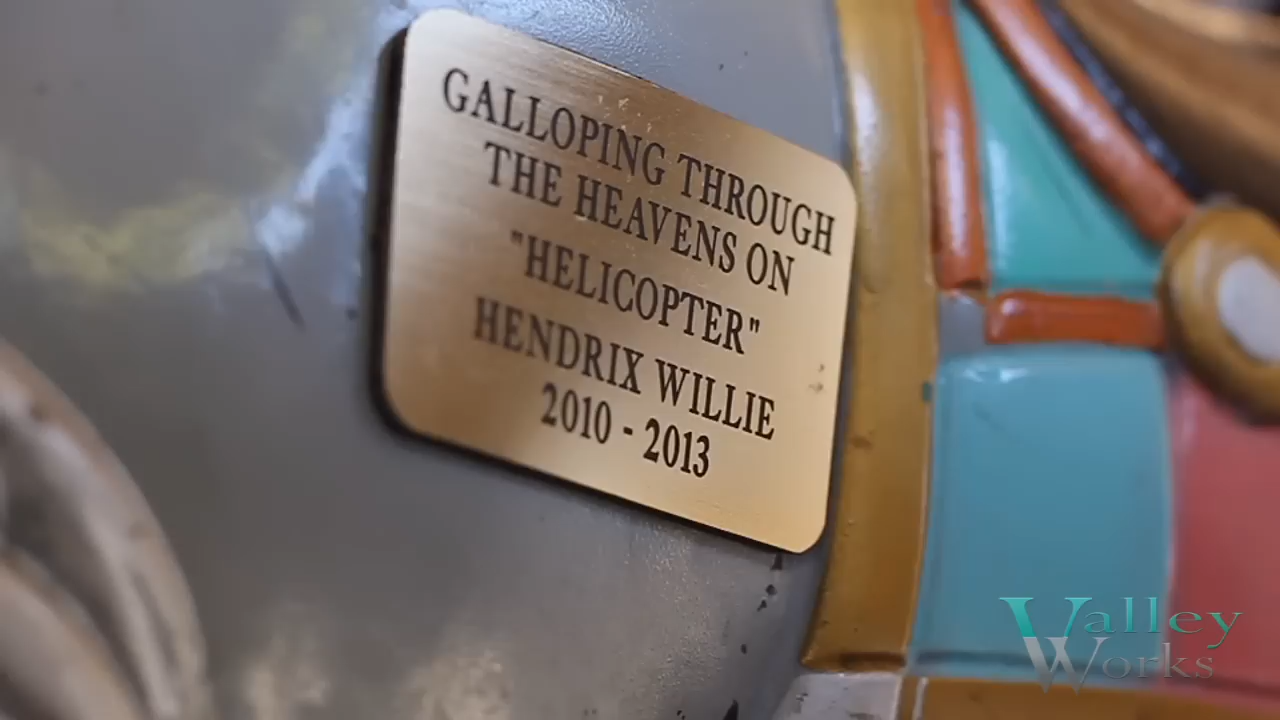 GALLOPING THROUGH
THE HEAVENS ON
"HELICOPTER"
HENDRIX WILLIE
2010 - 2013
Valley
Works